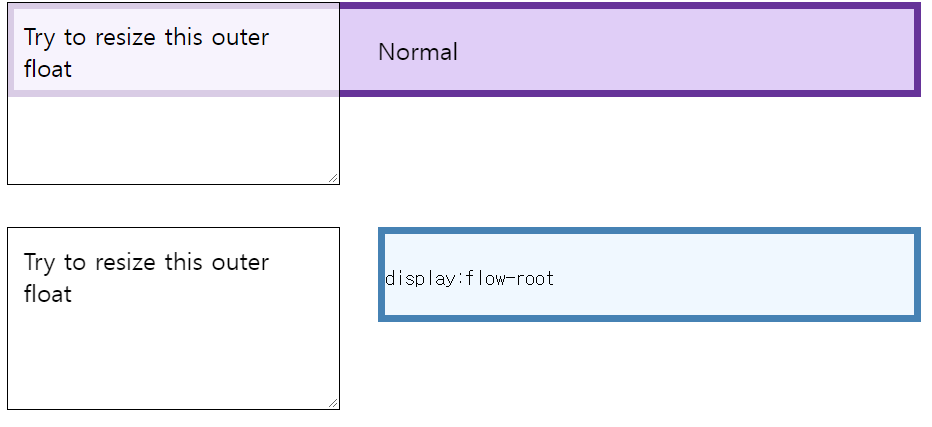 Try to resize this outer
float
Normal
Try to resize this outer
float
display:flow-root